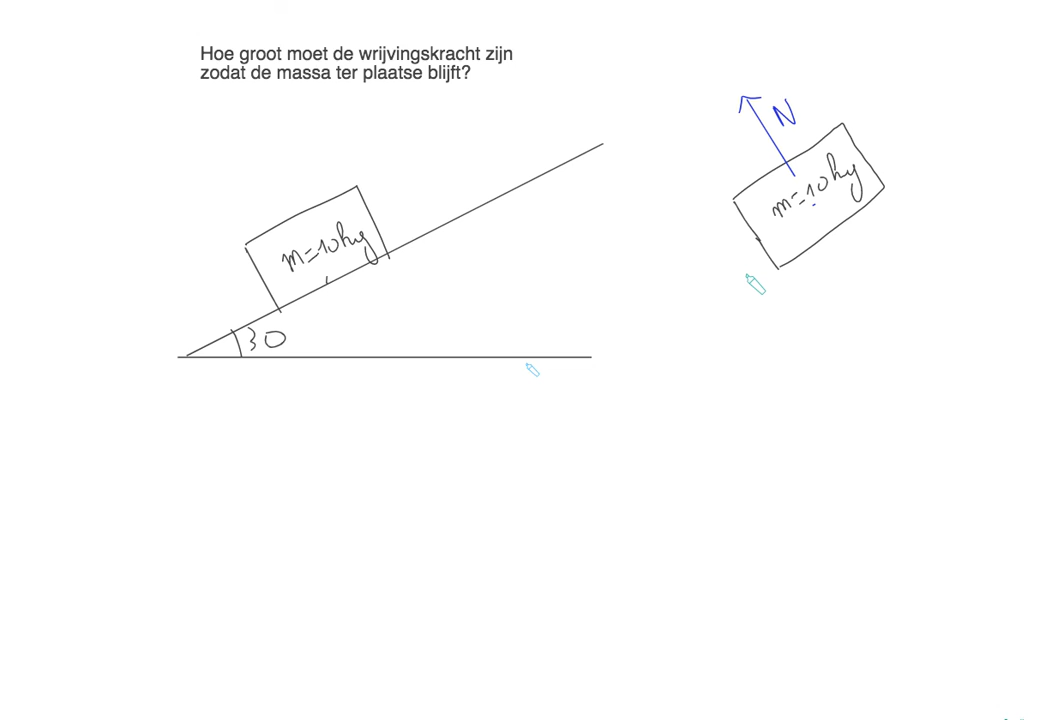 Hoe groot moet de wrijvingskracht zijn
zodat de massa ter plaatse blijft?
N
m=10kg
m=10kg
30